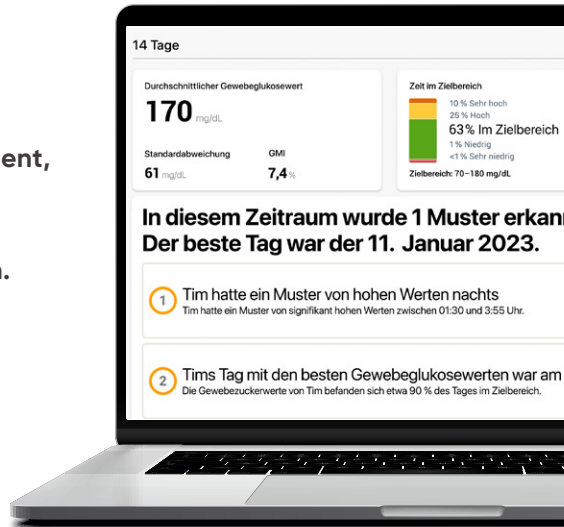 ent,
.
14 Tage
Durchschnittlicher Gewebeglukosewert
170 mg/dL
Standardabweichung
61 mg/dL
GMI
7,4 %
Zeit im Zielbereich
10 % Sehr hoch
25 % Hoch
63 % Im Zielbereich
1 % Niedrig
<1 % Sehr niedrig
Zielbereich: 70–180 mg/dL
In diesem Zeitraum wurde 1 Muster erkan
Der beste Tag war der 11. Januar 2023.
1 Tim hatte ein Muster von hohen Werten nachts
Tim hatte ein Muster von signifikant hohen Werten zwischen 01:30 und 3:55 Uhr.
2 Tims Tag mit den besten Gewebeglukosewerten war am
Die Gewebezuckerwerte von Tim befanden sich etwa 90 % des Tages im Zielbereich.